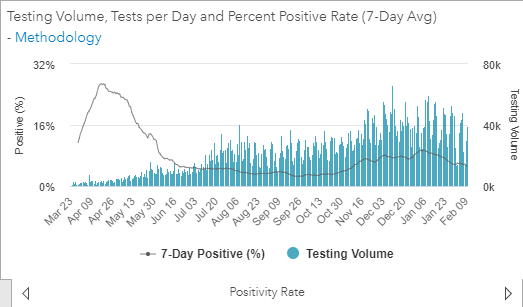 Testing Volume, Tests per Day and Percent Positive Rate (7-Day Avg)
- Methodology
32%
80k
Positive (%)
Testing Volume
16%
40k
0%
0k
Mar 23
Apr 09
Apr 26
May 13
May 30
Jun 16
Jul 03
Jul 20
Aug 06
Aug 23
Sep 09
Sep 26
Oct 13
Oct 30
Nov 16
Dec 03
Dec 20
Jan 06
Jan 23
Feb 09
7-Day Positive (%)
Testing Volume
Positivity Rate